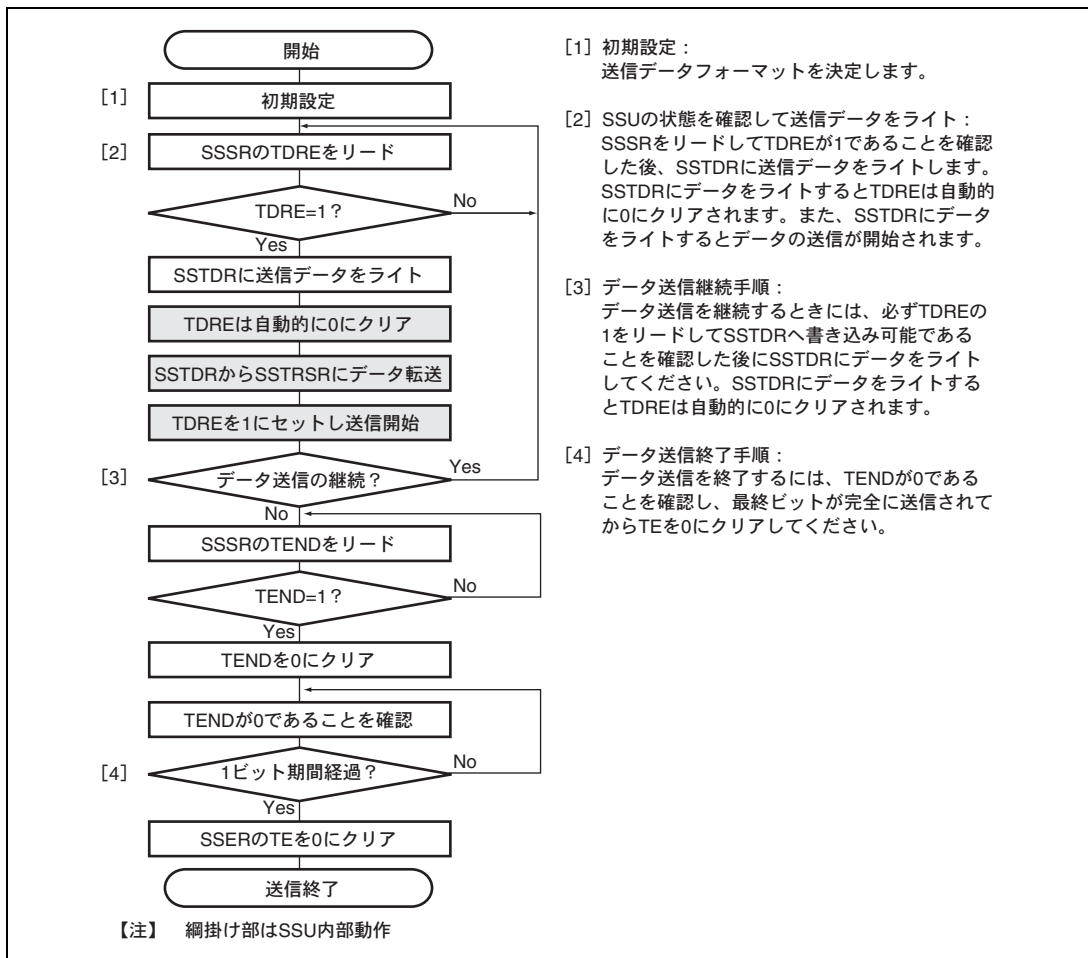 開始
[1] 初期設定
[2] SSSRのTDREをリード
TDRE=1？
No
Yes
SSTDRに送信データをライト
TDREは自動的に0にクリア
SSTDRからSSTRSRにデータ転送
TDREを1にセットし送信開始
[3] データ送信の継続？
Yes
No
SSSRのTENDをリード
TEND=1？
No
Yes
TENDを0にクリア
TENDが0であることを確認
[4] 1ビット期間経過？
No
Yes
SSERのTEを0にクリア
送信終了
【注】 綱掛け部はSSU内部動作
[1] 初期設定：
送信データフォーマットを決定します。
[2] SSUの状態を確認して送信データをライト：
SSSRをリードしてTDREが1であることを確認
した後、SSTDRに送信データをライトします。
SSTDRにデータをライトするとTDREは自動的
に0にクリアされます。また、SSTDRにデータ
をライトするとデータの送信が開始されます。
[3] データ送信継続手順：
データ送信を継続するときには、必ずTDREの
1をリードしてSSTDRへ書き込み可能である
ことを確認した後にSSTDRにデータをライト
してください。SSTDRにデータをライトする
とTDREは自動的に0にクリアされます。
[4] データ送信終了手順：
データ送信を終了するには、TENDが0である
ことを確認し、最終ビットが完全に送信されて
からTEを0にクリアしてください。